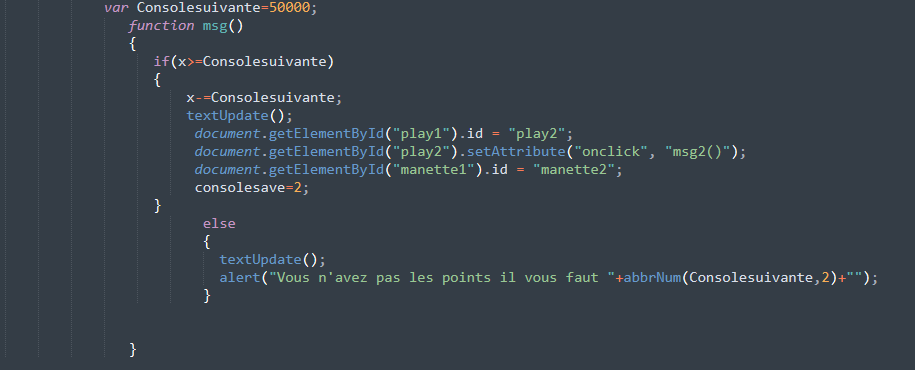 var Consolesuivante=50000;
function msg()
{
if(x>=Consolesuivante)
{
x-=Consolesuivante;
textUpdate();
document.getElementById("play1").id = "play2";
document.getElementById("play2").setAttribute("onclick", "msg2()");
document.getElementById("manette1").id = "manette2";
consolesave=2;
}
else
{
textUpdate();
alert("Vous n'avez pas les points il vous faut "+abbrNum(Consolesuivante,2)+"");
}
}